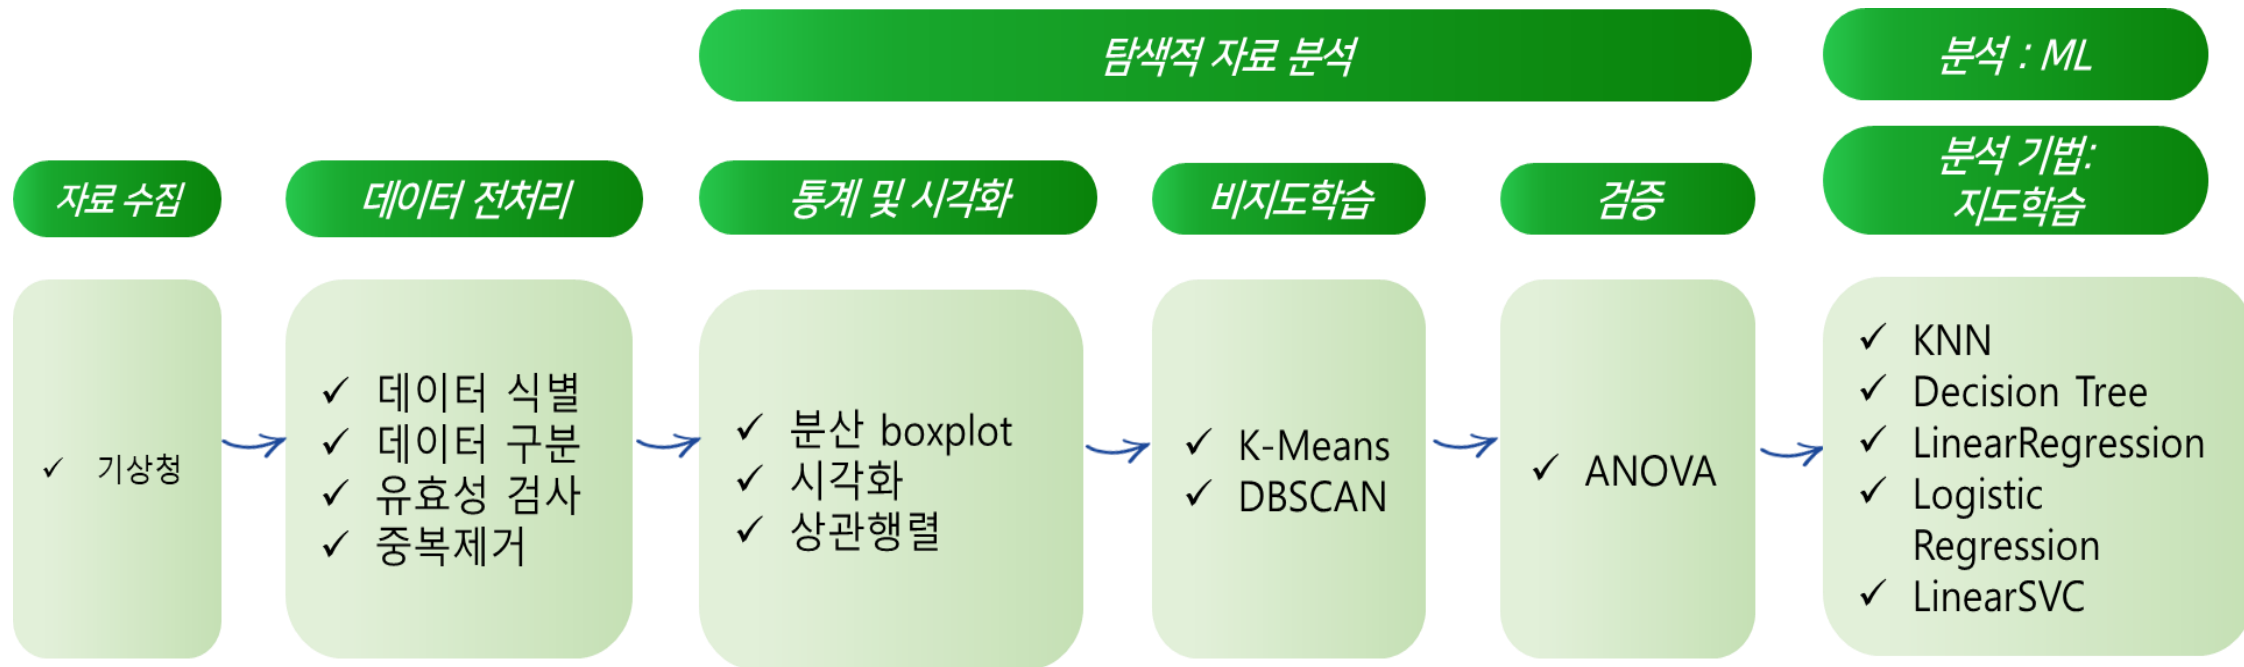 탐색적 자료 분석
분석 : ML
자료 수집
데이터 전처리
통계 및 시각화
비지도학습
검증
분석 기법:
지도학습
✓ 기상청
✓ 데이터 식별
✓ 데이터 구분
✓ 유효성 검사
✓ 중복제거
✓ 분산 boxplot
✓ 시각화
✓ 상관행렬
✓ K-Means
✓ DBSCAN
✓ ANOVA
✓ KNN
✓ Decision Tree
✓ LinearRegression
✓ Logistic
Regression
✓ LinearSVC